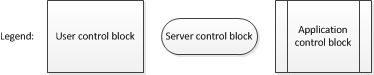 Legend:
User control block
Server control block
Application
control block